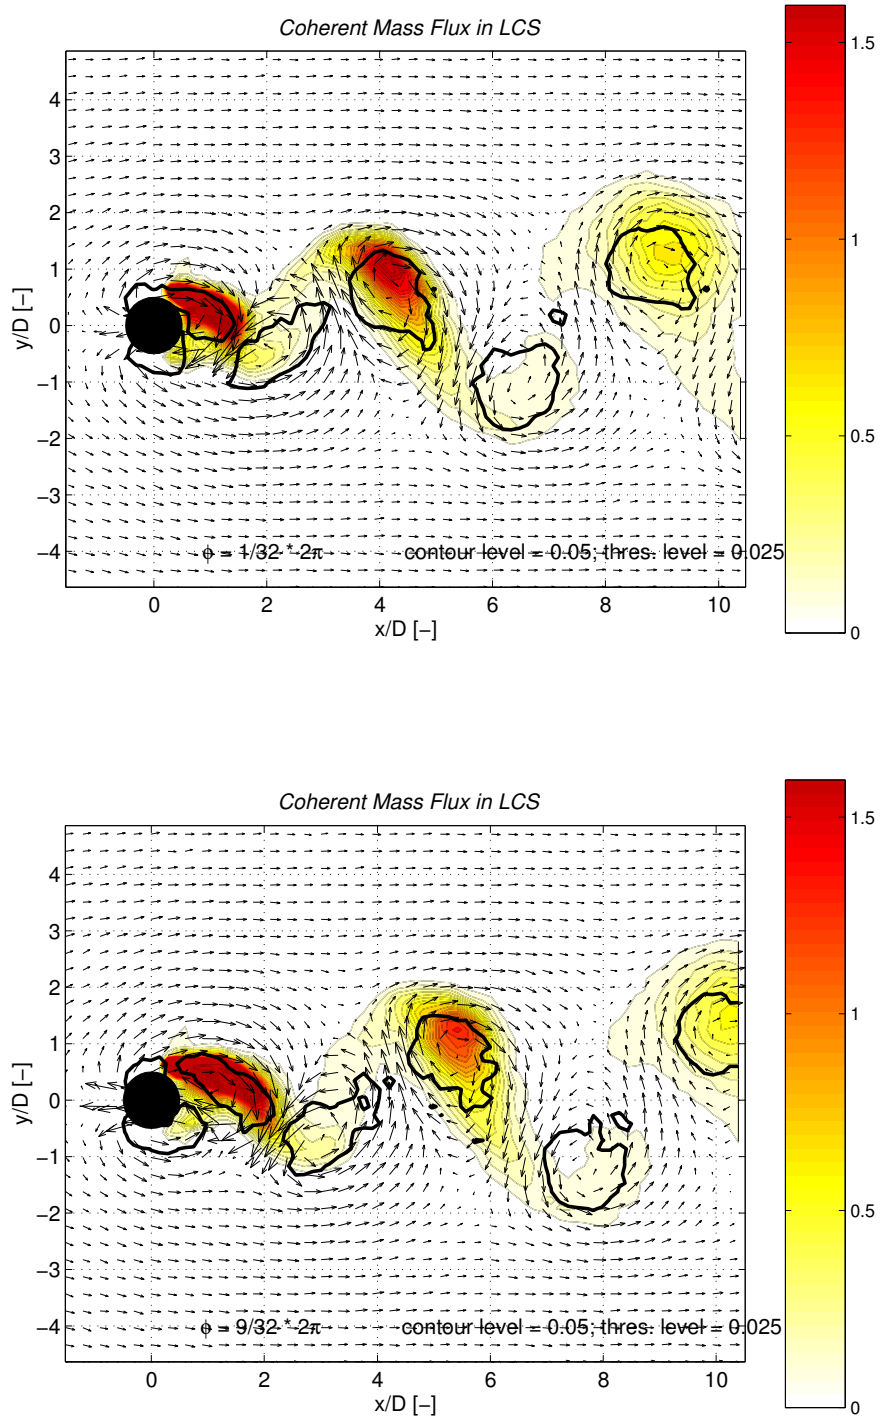 Coherent Mass Flux in LCS
1.5
4
3
2
1
1
y/D [−]
0
−1
−2
0.5
−3
−4
ϕ = 1/32 * 2π contour level = 0.05; thres. level = 0.025
0 2 4 6 8 10
0
x/D [−]
Coherent Mass Flux in LCS
1.5
4
3
2
1
1
y/D [−]
0
−1
−2
0.5
−3
−4
ϕ = 9/32 * 2π contour level = 0.05; thres. level = 0.025
0 2 4 6 8 10
0
x/D [−]